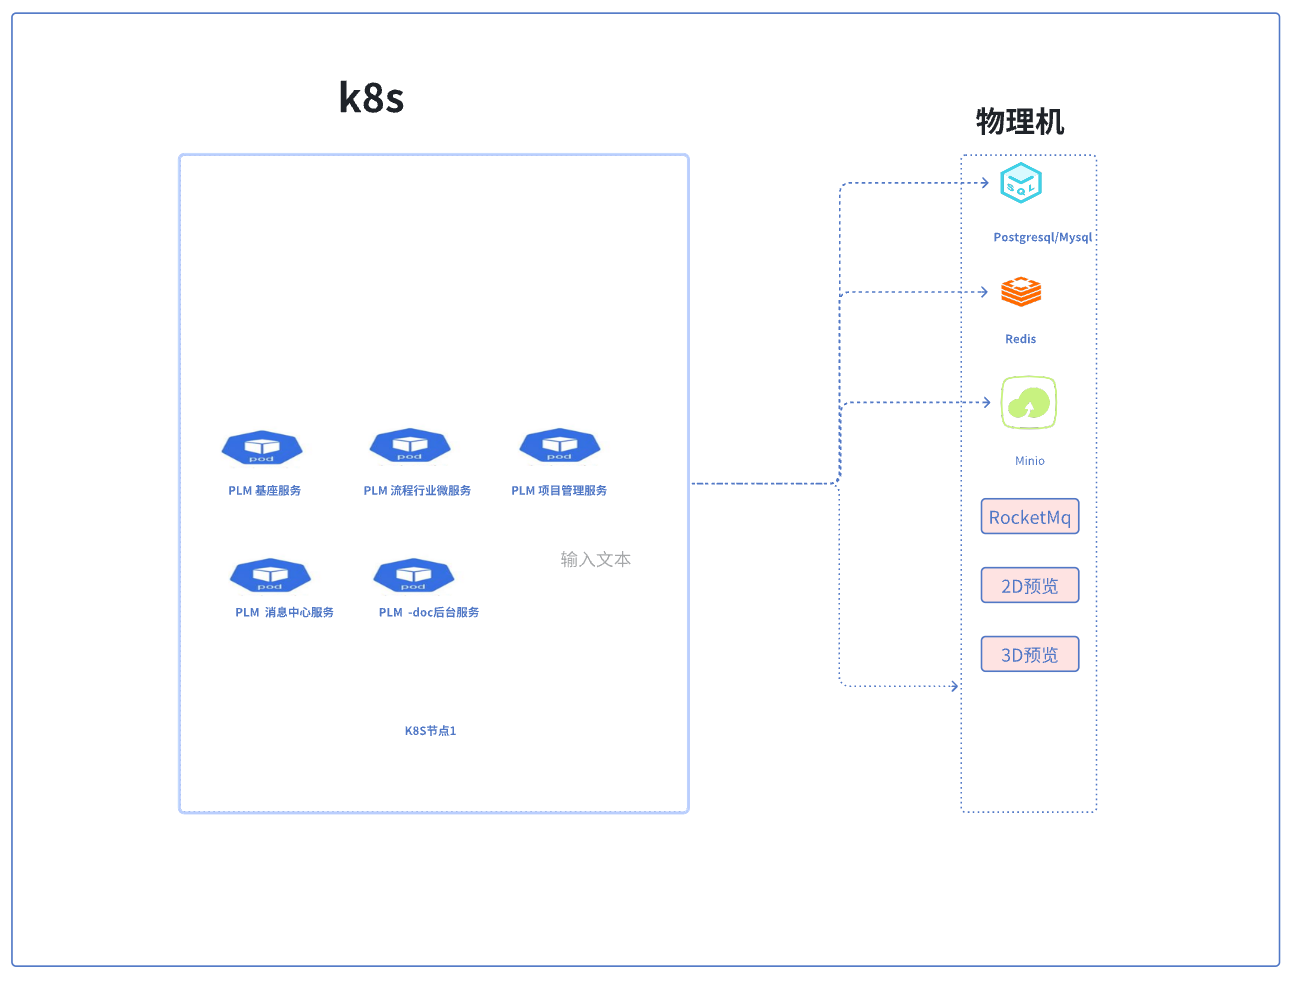 k8s
物理机
SQL
Postgresql/Mysql
Redis
Minio
pod
pod
pod
PLM 基座服务
PLM 流程行业微服务
PLM 项目管理服务
RocketMq
输入文本
pod
pod
2D预览
PLM 消息中心服务
PLM -doc后台服务
3D预览
K8S节点1